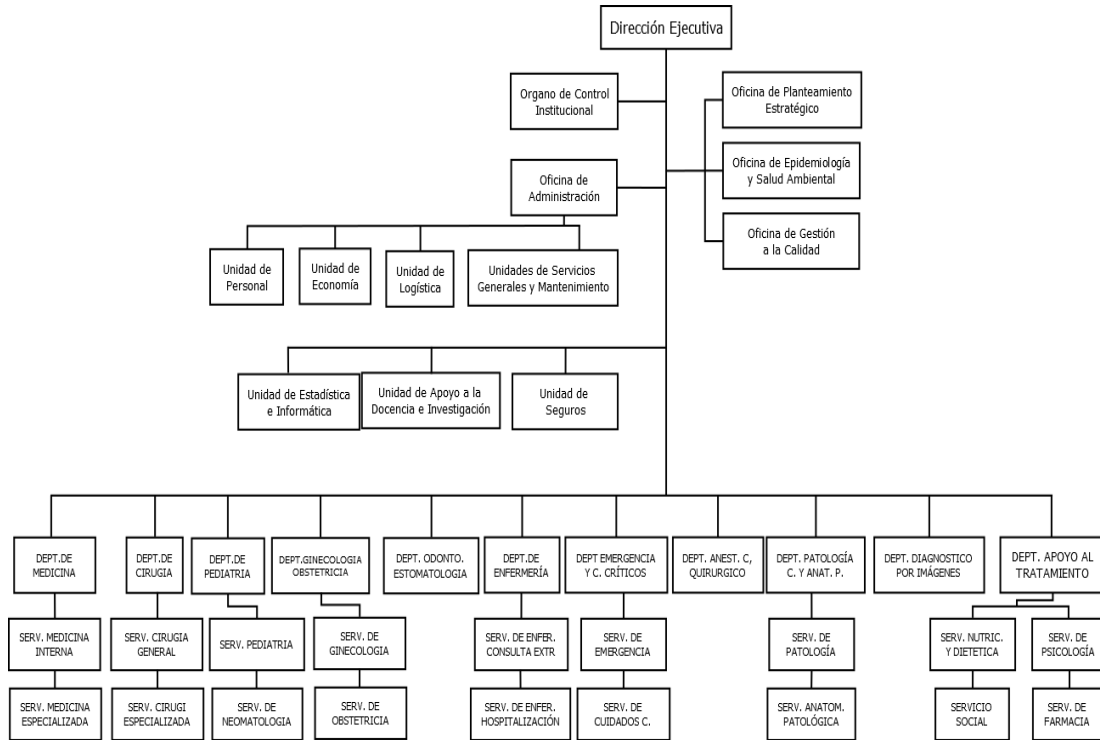 Dirección Ejecutiva
Organo de Control
Institucional
Oficina de Planteamiento
Estratégico
Oficina de Epidemiología
y Salud Ambiental
Oficina de
Administración
Oficina de Gestión
a la Calidad
Unidad de
Personal
Unidad de
Economía
Unidad de
Logística
Unidades de Servicios
Generales y Mantenimiento
Unidad de Estadística
e Informática
Unidad de Apoyo a la
Docencia e Investigación
Unidad de
Seguros
DEPT.DE
MEDICINA
DEPT.DE
CIRUGIA
DEPT.DE
PEDIATRIA
DEPT.GINECOLOGIA
OBSTETRICIA
DEPT. ODONTO.
ESTOMATOLOGIA.
DEPT.DE
ENFERMERÍA
DEPT EMERGENCIA
Y C. CRÍTICOS
DEPT. ANEST. C,
QUIRURGICO
DEPT. PATOLOGÍA
C. Y ANAT. P.
DEPT. DIAGNOSTICO
POR IMÁGENES
DEPT. APOYO AL
TRATAMIENTO
SERV. MEDICINA
INTERNA
SERV. CIRUGIA
GENERAL
SERV. PEDIATRIA
SERV. DE
GINECOLOGIA
SERV. DE ENFER.
CONSULTA EXTR
SERV. DE
EMERGENCIA
SERV. DE
PATOLOGÍA
SERV. NUTRIC.
Y DIETETICA
SERV. DE
PSICOLOGÍA
SERV. MEDICINA
ESPECIALIZADA
SERV. CIRUGI
ESPECIALIZADA
SERV. DE
NEOMATOLOGIA
SERV. DE
OBSTETRICIA
SERV. DE ENFER.
HOSPITALIZACIÓN
SERV. DE
CUIDADOS C.
SERV. ANATOM.
PATOLÓGICA
SERVICIO
SOCIAL
SERV. DE
FARMACIA